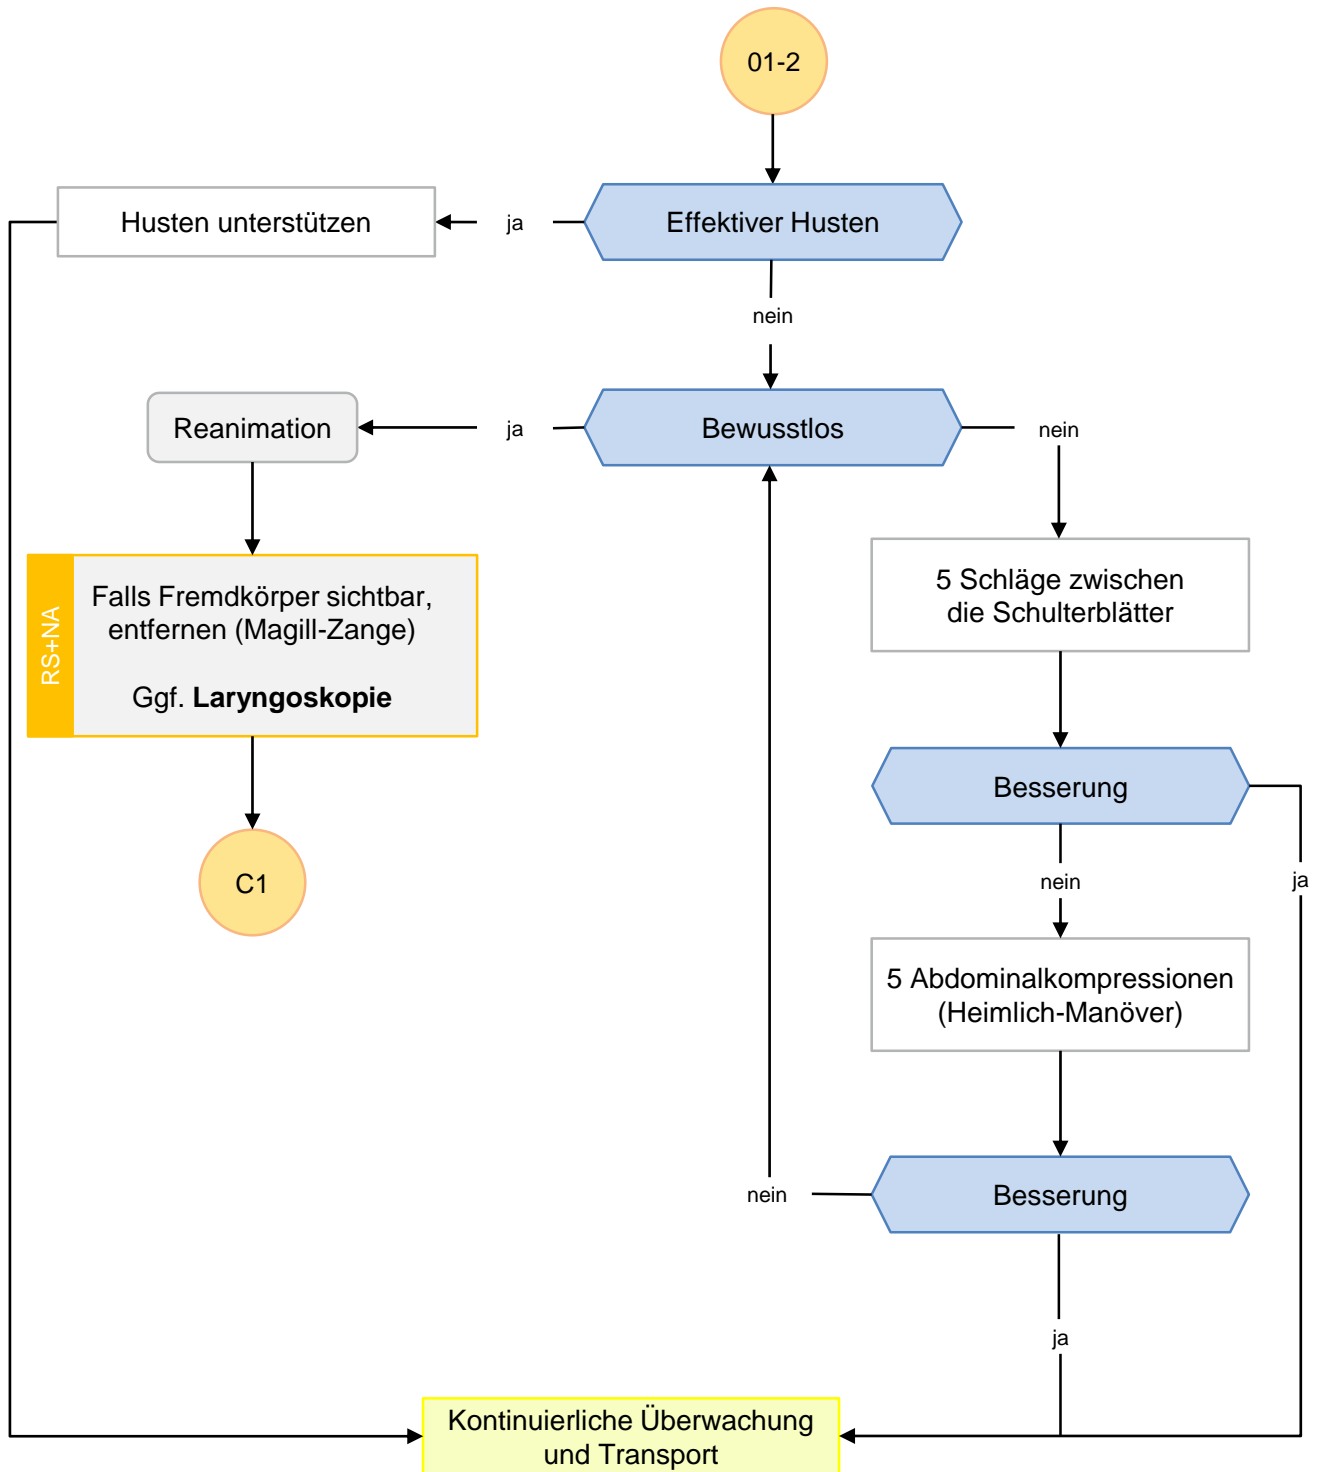 01-2
Husten unterstützen
ja
Effektiver Husten
nein
Reanimation
ja
Bewusstlos
nein
RS+NA
Falls Fremdkörper sichtbar,
entfernen (Magill-Zange)
Ggf. Laryngoskopie
5 Schläge zwischen
die Schulterblätter
Besserung
C1
nein
ja
5 Abdominalkompressionen
(Heimlich-Manöver)
nein
Besserung
ja
Kontinuierliche Überwachung
und Transport